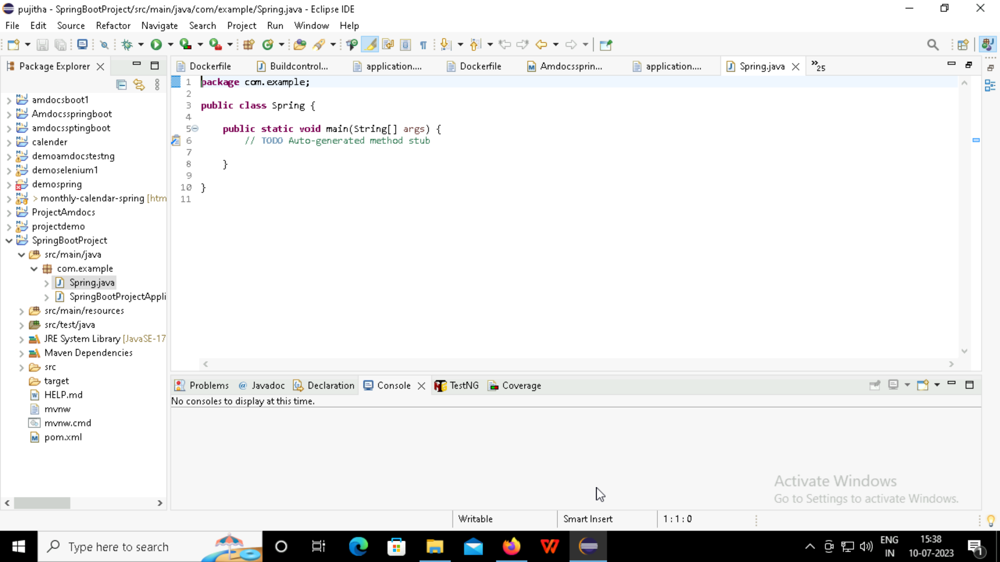 pujitha - SpringBootProject/src/main/java/com/example/Spring.java - Eclipse IDE
File Edit Source Refactor Navigate Search Project Run Window Help
Package Explorer
Dockerfile
Buildcontrol...
application....
Dockerfile
Amdocssprin...
application....
Spring.java
»25
amdocsboot1
Amdocsspringboot
amdocssptingboot
calender
demoamdocstestng
demoselenium1
demospring
> monthly-calendar-spring [htm
ProjectAmdocs
projectdemo
SpringBootProject
src/main/java
com.example
Spring.java
SpringBootProjectAppli
src/main/resources
src/test/java
JRE System Library [JavaSE-17
Maven Dependencies
src
target
HELP.md
mvnw
mvnw.cmd
pom.xml
1 package com.example;
2
3 public class Spring {
4
5 public static void main(String[] args) {
6 // TODO Auto-generated method stub
7
8 }
9
10 }
11
Problems @ Javadoc Declaration Console TestNG Coverage
No consoles to display at this time.
Activate Windows
Go to Settings to activate Windows.
Writable Smart Insert 1 : 1 : 0
Type here to search
ENG
IN
15:38
10-07-2023
1